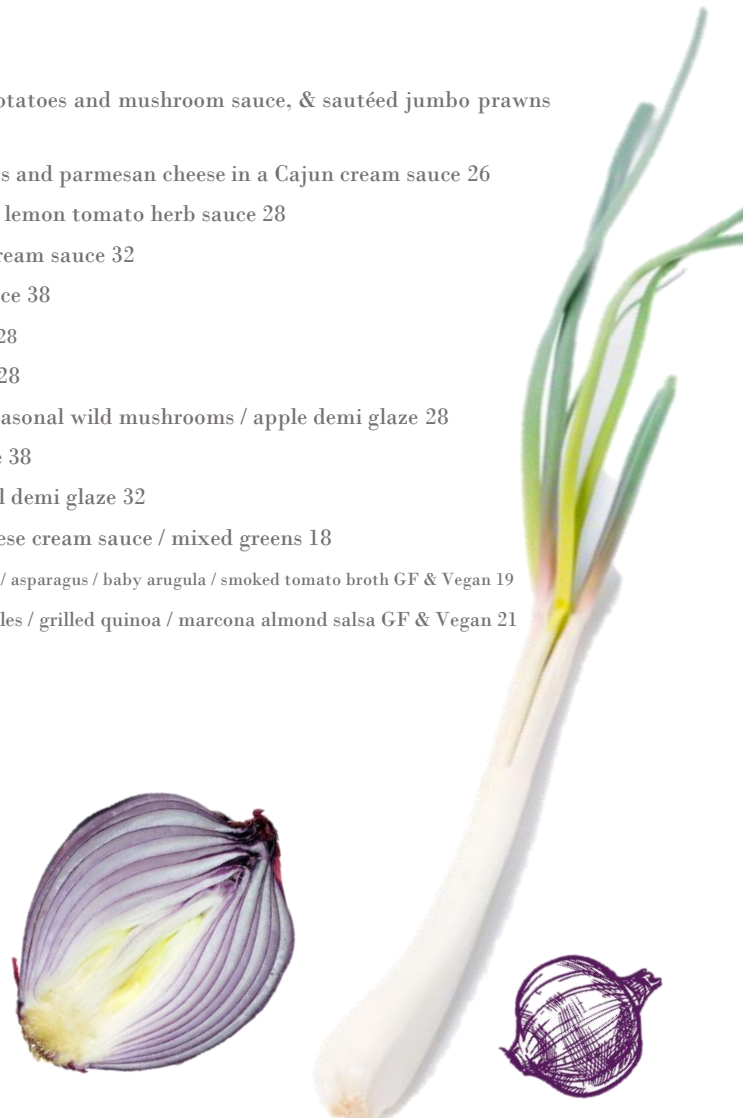 otatoes and mushroom sauce, & sautéed jumbo prawns
s and parmesan cheese in a Cajun cream sauce 26
lemon tomato herb sauce 28
ream sauce 32
ce 38
28
28
asonal wild mushrooms / apple demi glaze 28
e 38
l demi glaze 32
ese cream sauce / mixed greens 18
/ asparagus / baby arugula / smoked tomato broth GF & Vegan 19
les / grilled quinoa / marcona almond salsa GF & Vegan 21